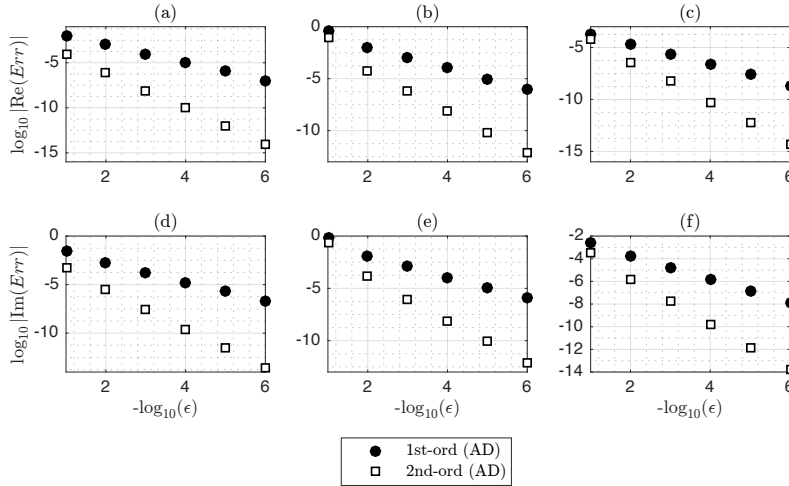 (a) (b) (c)
log₁₀|Re(Err)|
-5
-10
-15
2 4 6
0
-5
-10
2 4 6
-5
-10
-15
2 4 6
(d) (e) (f)
log₁₀|Im(Err)|
0
-5
-10
2 4 6
-log₁₀(ϵ)
0
-5
-10
2 4 6
-log₁₀(ϵ)
-2
-4
-6
-8
-10
-12
-14
2 4 6
-log₁₀(ϵ)
1st-ord (AD)
2nd-ord (AD)